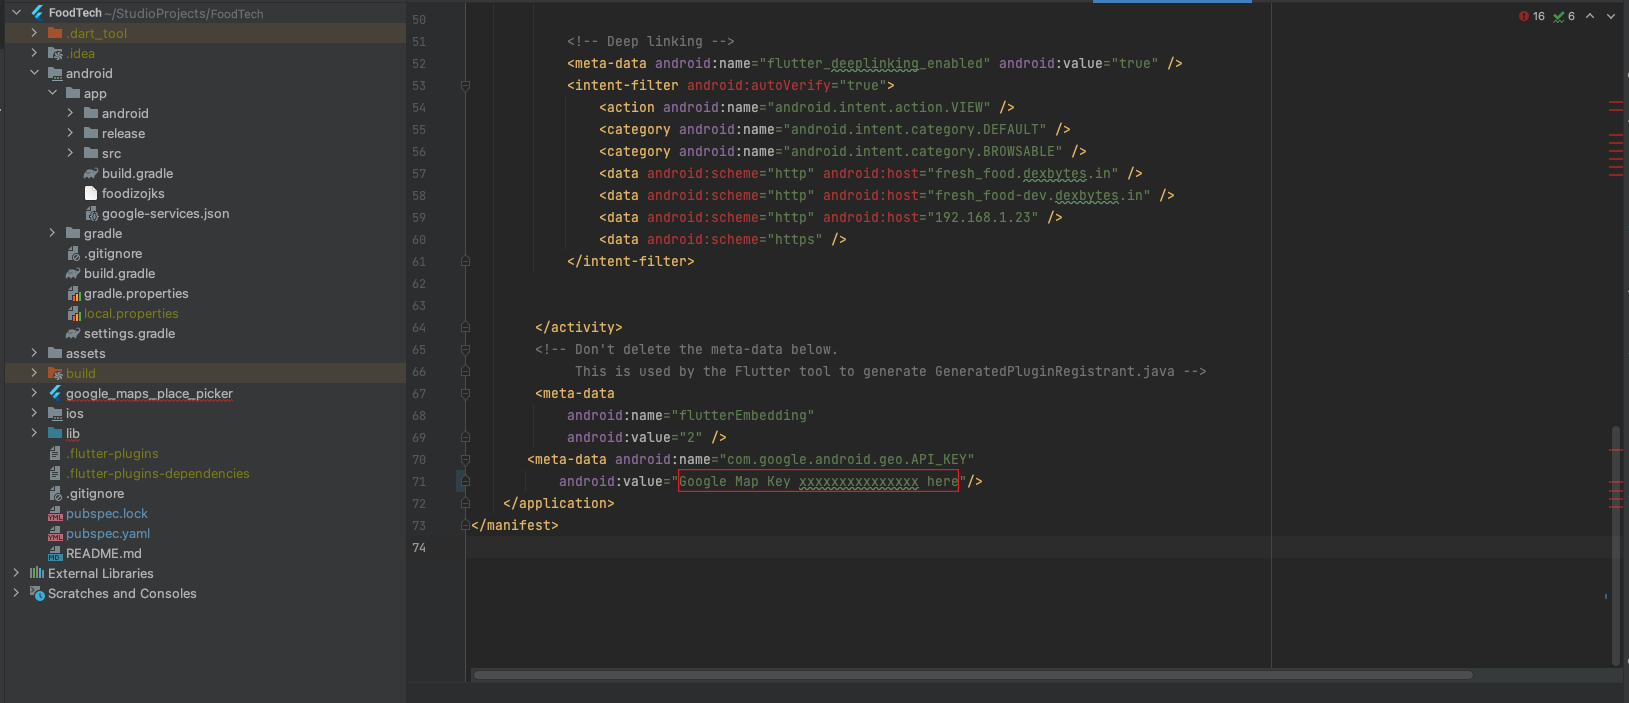 FoodTech ~/StudioProjects/FoodTech
.dart_tool
.idea
android
app
android
release
src
build.gradle
foodizojks
google-services.json
gradle
.gitignore
build.gradle
gradle.properties
local.properties
settings.gradle
assets
build
google_maps_place_picker
ios
lib
.flutter-plugins
.flutter-plugins-dependencies
.gitignore
pubspec.lock
pubspec.yaml
README.md
External Libraries
Scratches and Consoles
16 6
50
51 <!-- Deep linking -->
52 <meta-data android:name="flutter_deeplinking_enabled" android:value="true" />
53 <intent-filter android:autoVerify="true">
54 <action android:name="android.intent.action.VIEW" />
55 <category android:name="android.intent.category.DEFAULT" />
56 <category android:name="android.intent.category.BROWSABLE" />
57 <data android:scheme="http" android:host="fresh_food.dexbytes.in" />
58 <data android:scheme="http" android:host="fresh_food-dev.dexbytes.in" />
59 <data android:scheme="http" android:host="192.168.1.23" />
60 <data android:scheme="https" />
61 </intent-filter>
62
63
64 </activity>
65 <!-- Don't delete the meta-data below.
66 This is used by the Flutter tool to generate GeneratedPluginRegistrant.java -->
67 <meta-data
68 android:name="flutterEmbedding"
69 android:value="2" />
70 <meta-data android:name="com.google.android.geo.API_KEY"
71 android:value="Google Map Key xxxxxxxxxxxxxxx here"/>
72 </application>
73 </manifest>
74